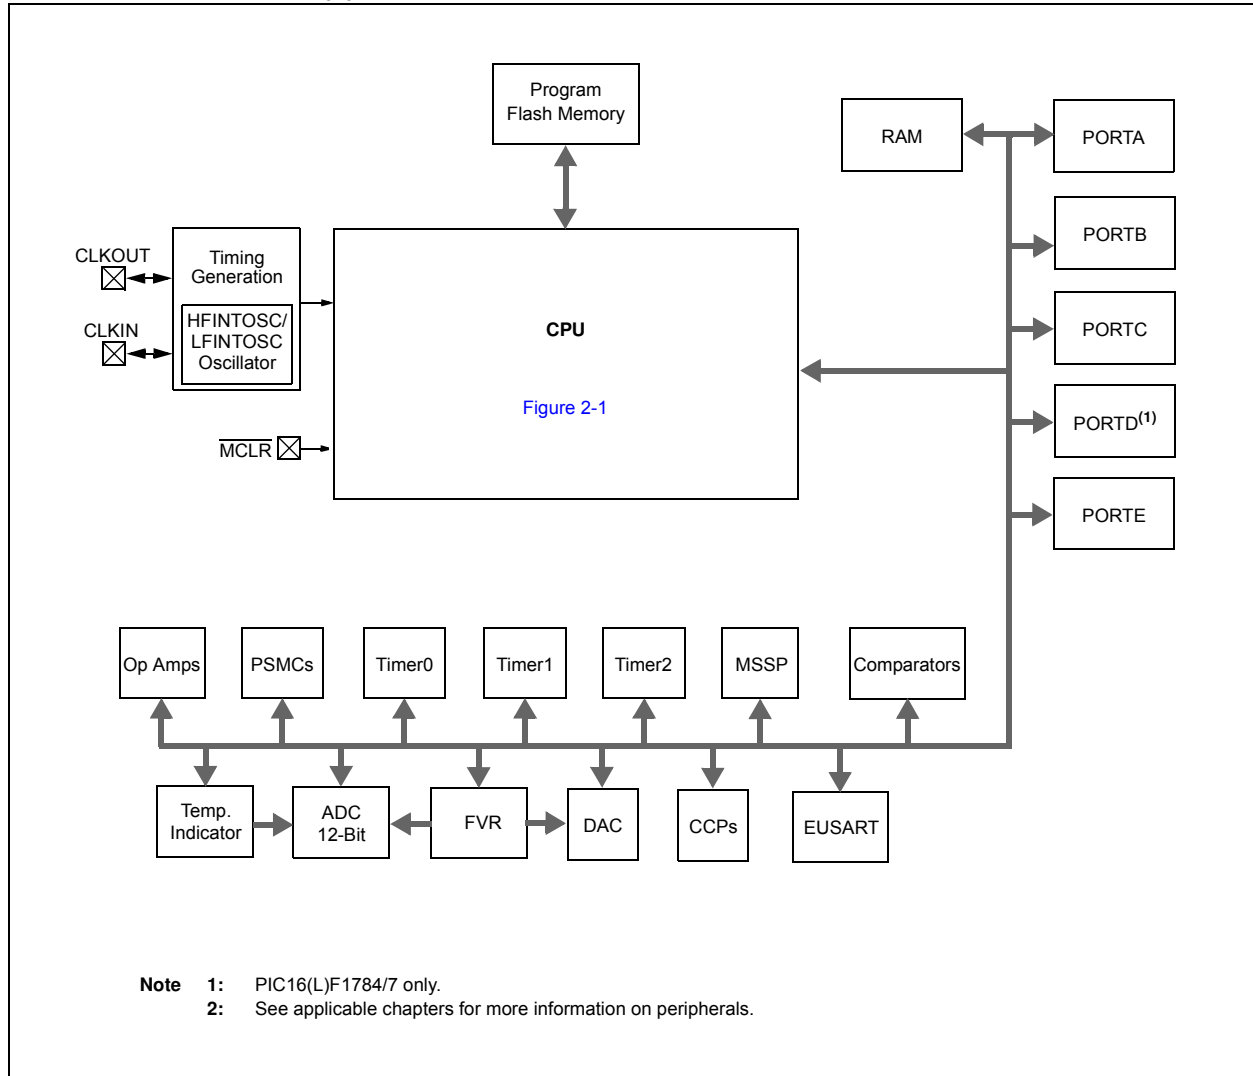 Program
Flash Memory
RAM
PORTA
PORTB
CLKOUT
Timing
Generation
HFINTOSC/
LFINTOSC
Oscillator
CLKIN
CPU
PORTC
Figure 2-1
PORTD(1)
MCLR
PORTE
Op Amps
PSMCs
Timer0
Timer1
Timer2
MSSP
Comparators
Temp.
Indicator
ADC
12-Bit
FVR
DAC
CCPs
EUSART
Note 1: PIC16(L)F1784/7 only.
2: See applicable chapters for more information on peripherals.